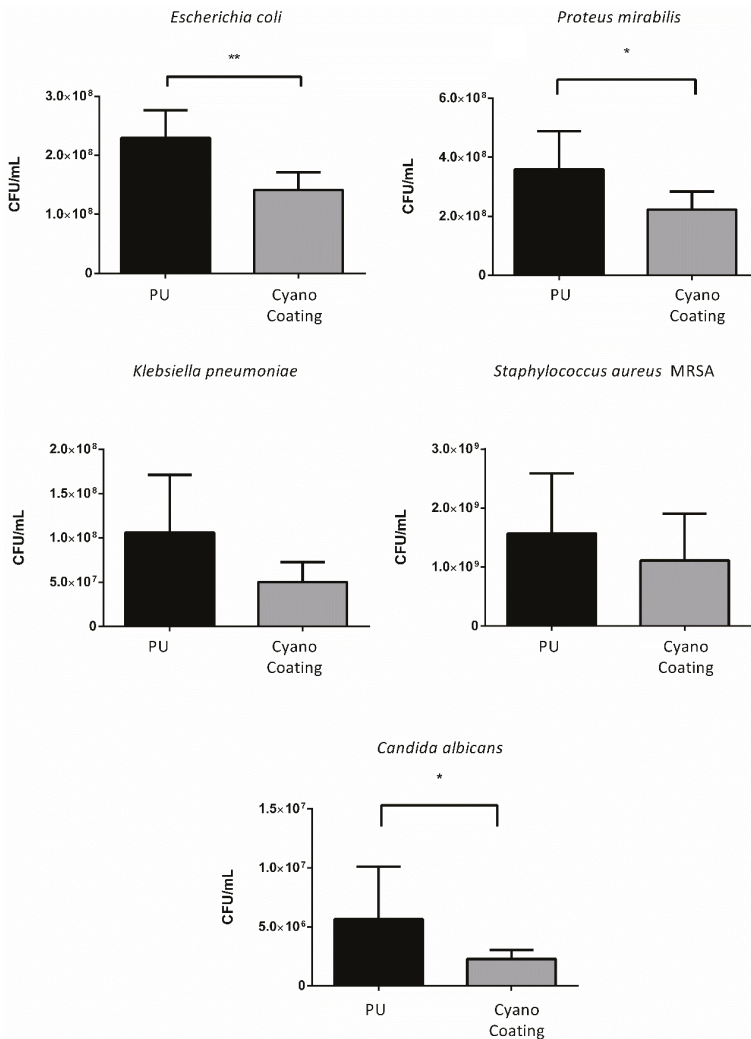 Escherichia coli
**
3.0×10⁸
2.0×10⁸
1.0×10⁸
0
CFU/mL
PU
Cyano
Coating
Proteus mirabilis
*
6.0×10⁸
4.0×10⁸
2.0×10⁸
0
CFU/mL
PU
Cyano
Coating
Klebsiella pneumoniae
2.0×10⁸
1.5×10⁸
1.0×10⁸
5.0×10⁷
0
CFU/mL
PU
Cyano
Coating
Staphylococcus aureus MRSA
3.0×10⁹
2.0×10⁹
1.0×10⁹
0
CFU/mL
PU
Cyano
Coating
Candida albicans
*
1.5×10⁷
1.0×10⁷
5.0×10⁶
0
CFU/mL
PU
Cyano
Coating